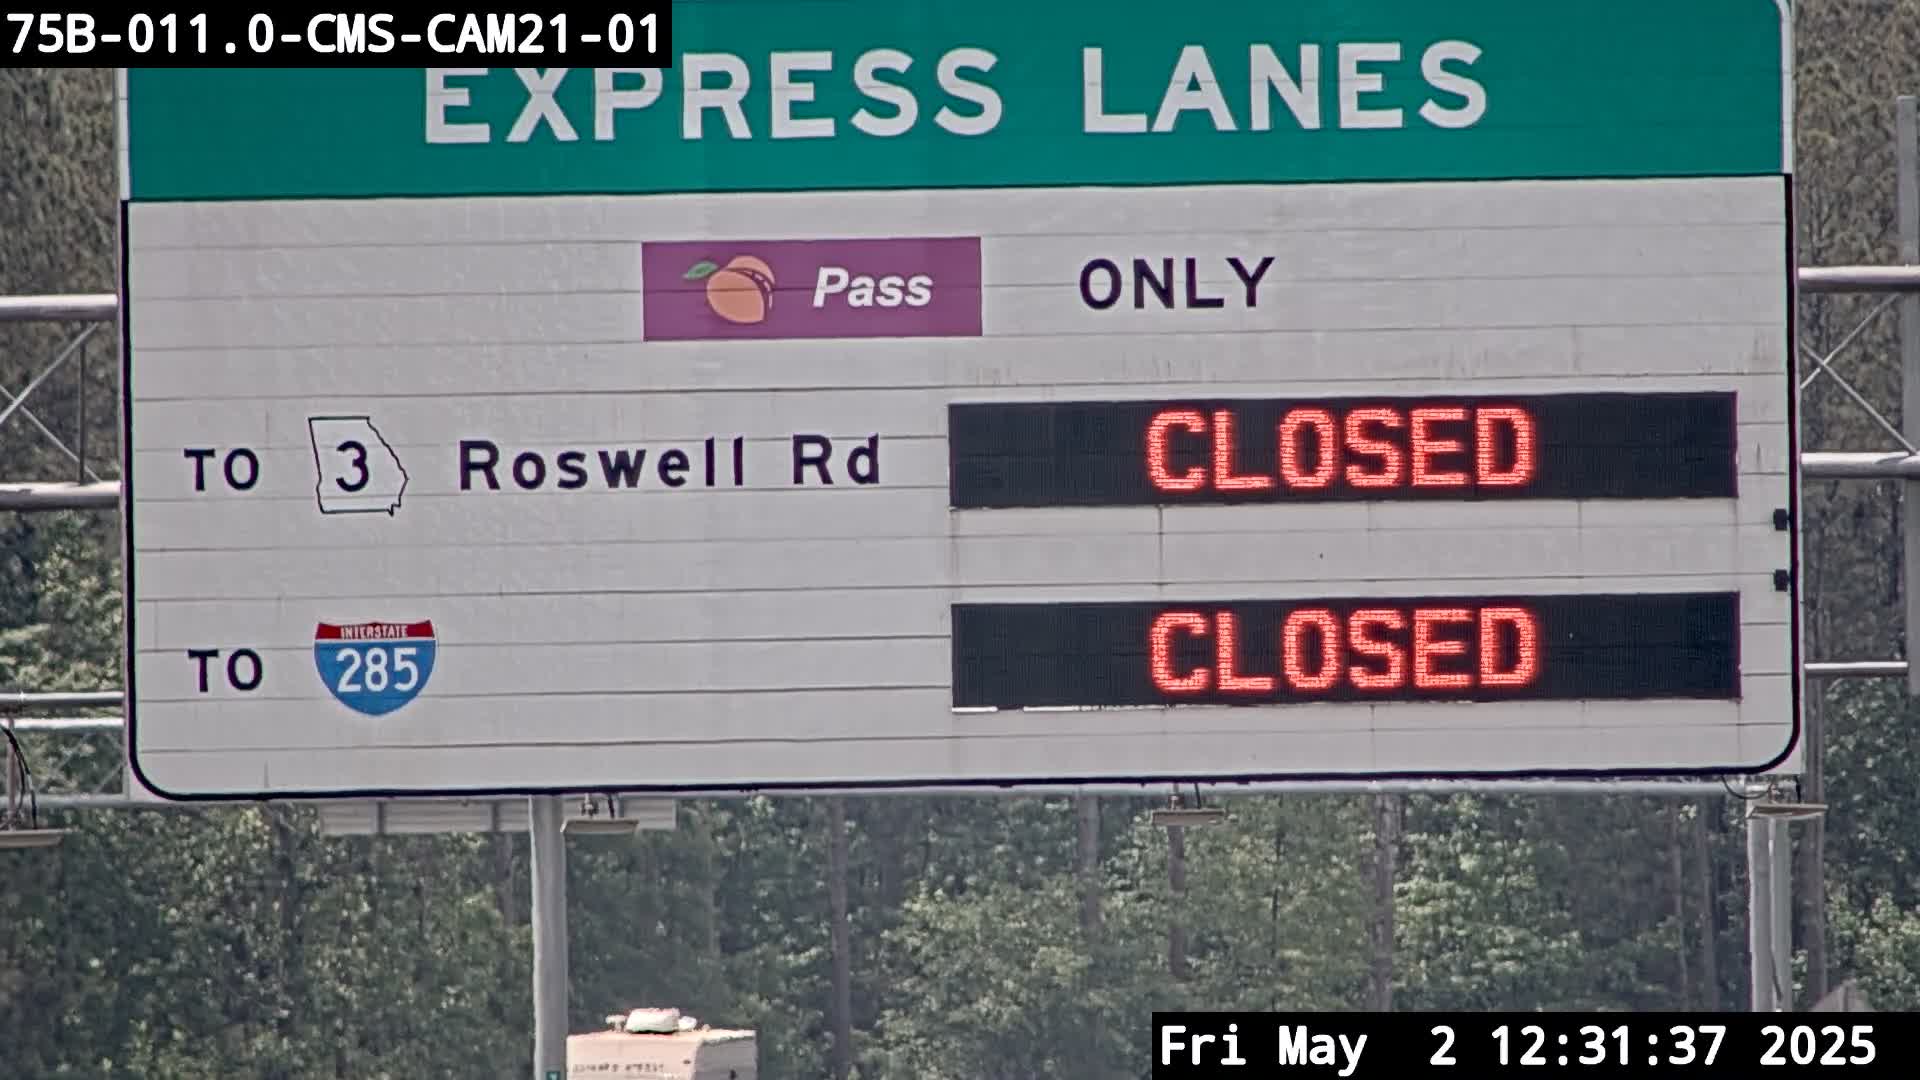 75B-011.0-CMS-CAM21-01
EXPRESS LANES
Pass ONLY
TO 3 Roswell Rd CLOSED
INTERSTATE
TO 285 CLOSED
Fri May 2 12:31:37 2025